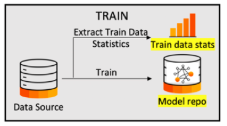 TRAIN
Extract Train Data
Statistics
Train data stats
Train
Data Source
Model repo